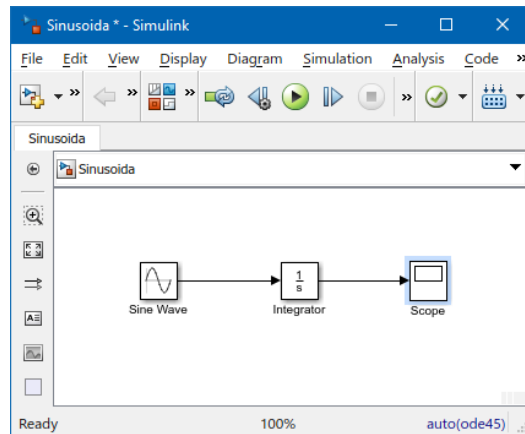 Sinusoida * - Simulink
File Edit View Display Diagram Simulation Analysis Code »
» » » »
Sinusoida
Sinusoida
A
1
s
Sine Wave Integrator Scope
Ready 100% auto(ode45)